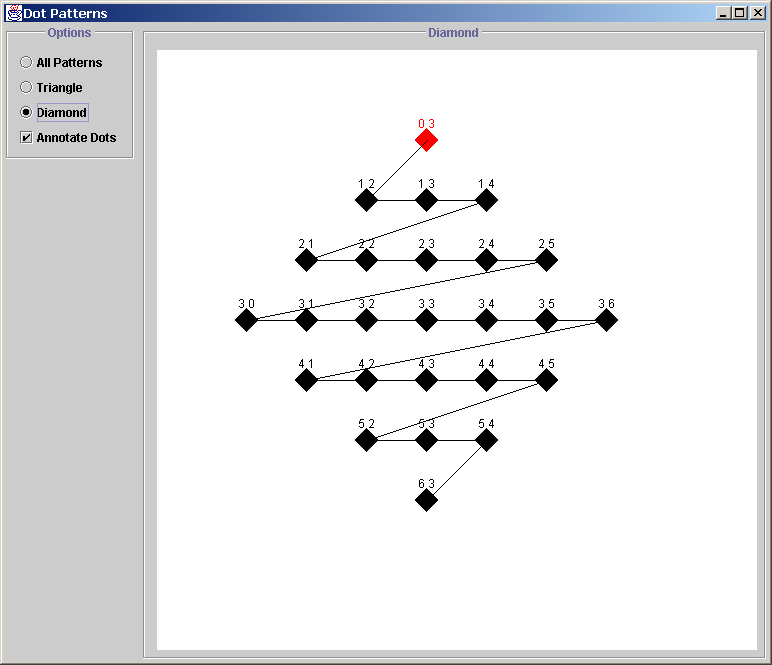 Dot Patterns
Options
All Patterns
Triangle
Diamond
Annotate Dots
Diamond
0 3
1 2 1 3 1 4
2 1 2 2 2 3 2 4 2 5
3 0 3 1 3 2 3 3 3 4 3 5 3 6
4 1 4 2 4 3 4 4 4 5
5 2 5 3 5 4
6 3